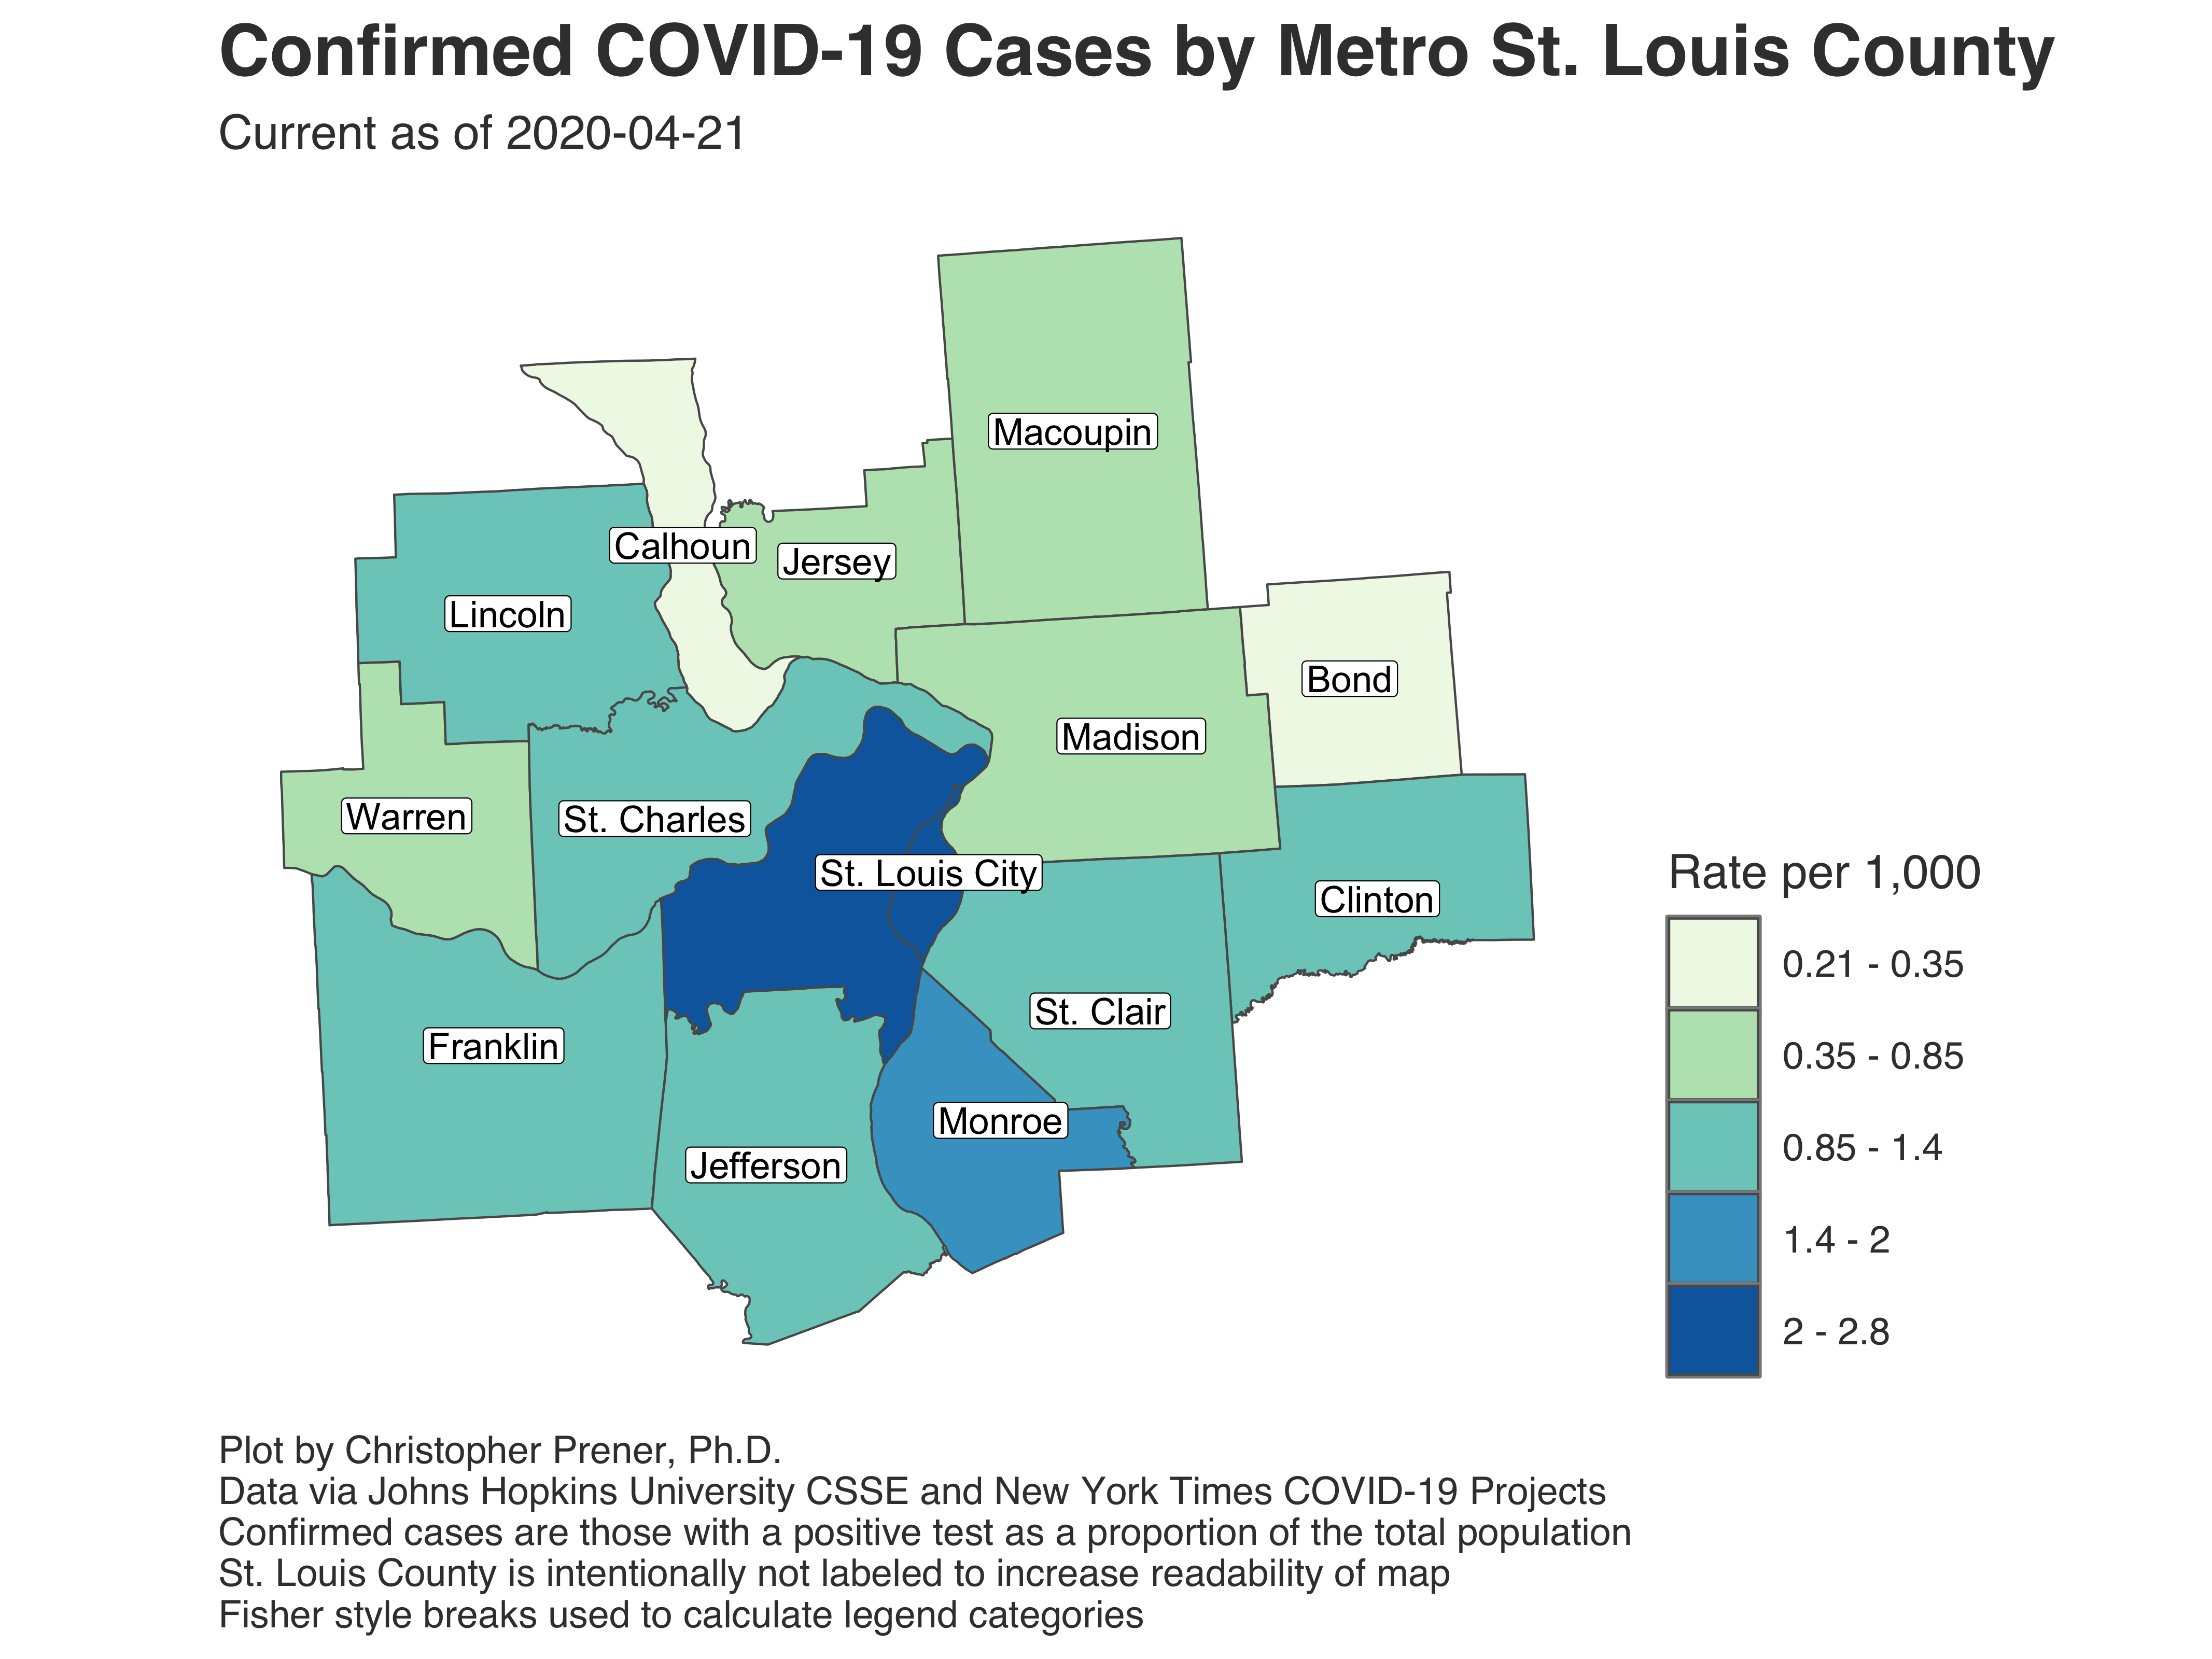 Confirmed COVID-19 Cases by Metro St. Louis County
Current as of 2020-04-21
Macoupin
Calhoun
Jersey
Lincoln
Bond
Madison
Warren
St. Charles
St. Louis City
Clinton
St. Clair
Franklin
Monroe
Jefferson
Rate per 1,000
0.21 - 0.35
0.35 - 0.85
0.85 - 1.4
1.4 - 2
2 - 2.8
Plot by Christopher Prener, Ph.D.
Data via Johns Hopkins University CSSE and New York Times COVID-19 Projects
Confirmed cases are those with a positive test as a proportion of the total population
St. Louis County is intentionally not labeled to increase readability of map
Fisher style breaks used to calculate legend categories